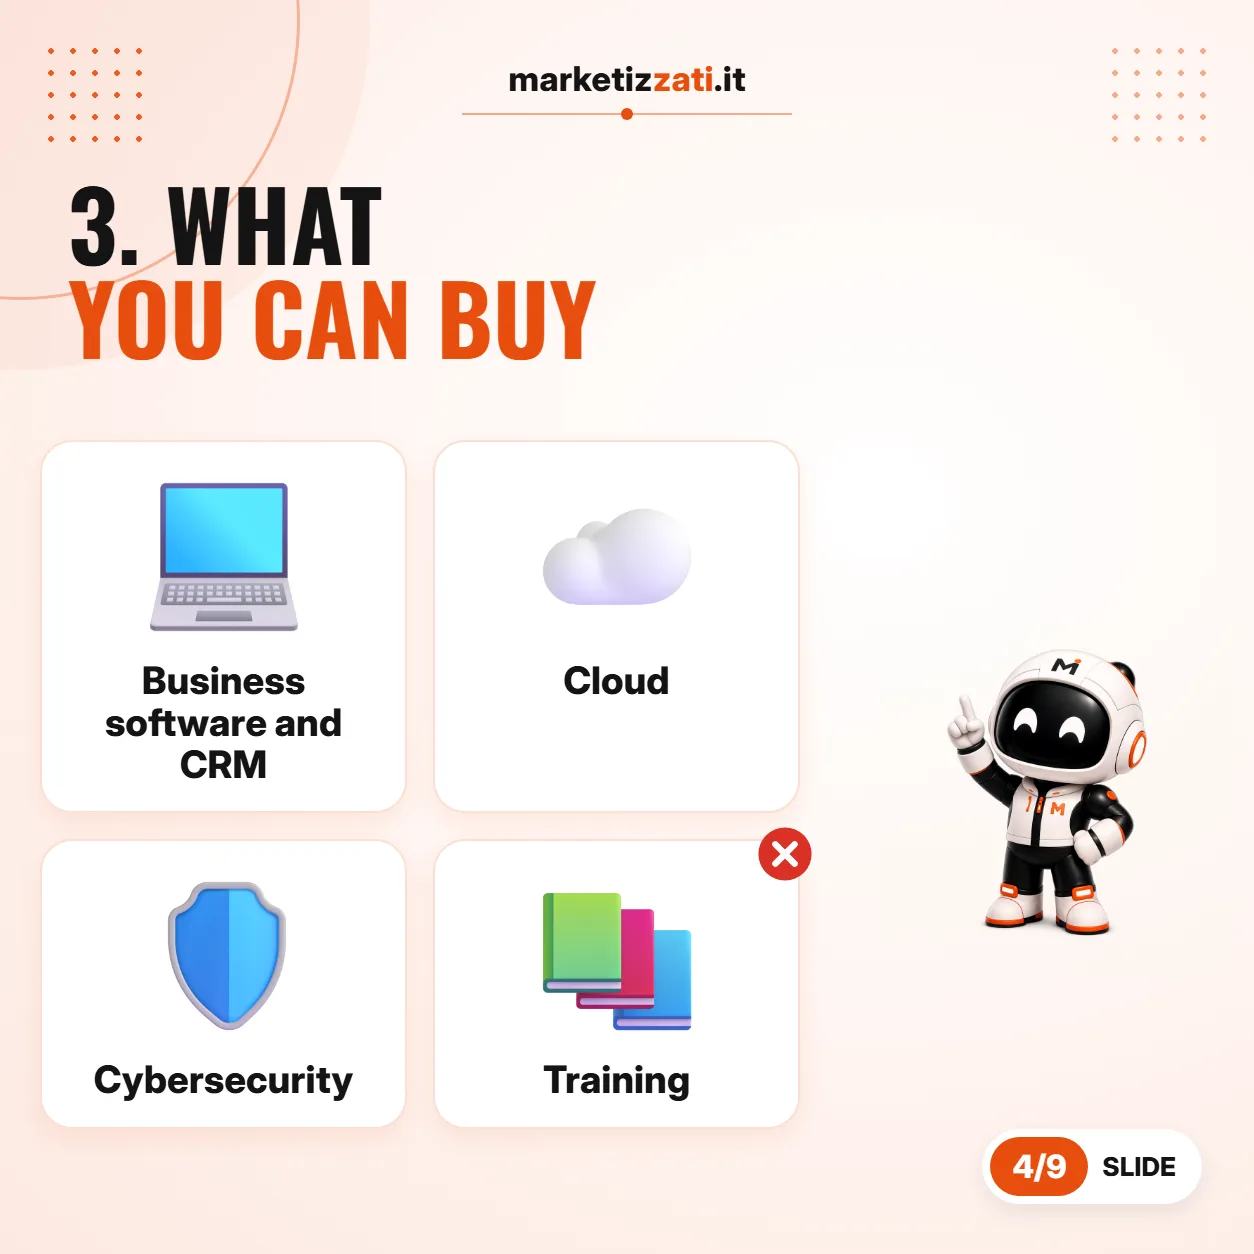 marketizzati.it
3. WHAT
YOU CAN BUY
Business
software and
CRM
Cloud
Cybersecurity
Training
M
M
4/9 SLIDE